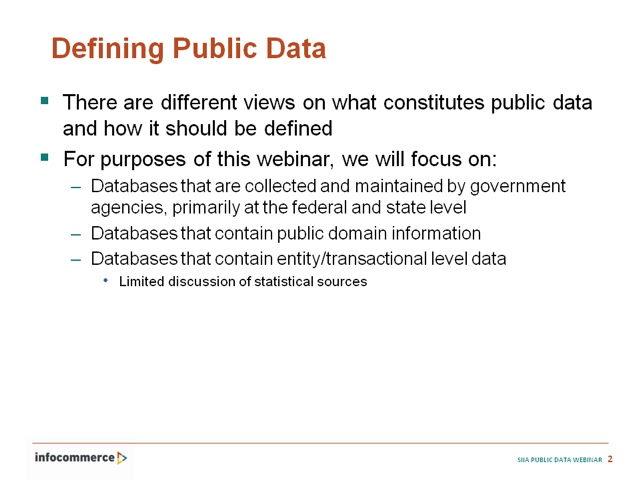 Defining Public Data
▪ There are different views on what constitutes public data
and how it should be defined
▪ For purposes of this webinar, we will focus on:
– Databases that are collected and maintained by government
agencies, primarily at the federal and state level
– Databases that contain public domain information
– Databases that contain entity/transactional level data
• Limited discussion of statistical sources
infocommerce
SIIA PUBLIC DATA WEBINAR 2